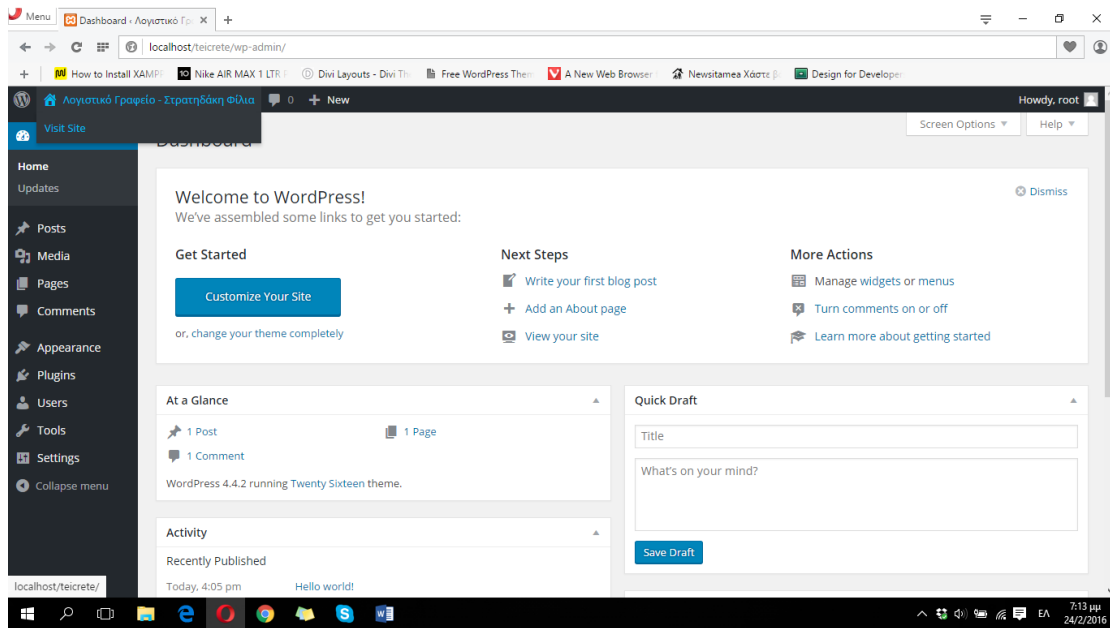 Menu
Dashboard ‹ Λογιστικό Γρα
localhost/teicrete/wp-admin/
How to Install XAMP
Nike AIR MAX 1 LTR
Divi Layouts - Divi Th
Free WordPress Them
A New Web Browser
Newsitamea Χάστε β
Design for Developer
Λογιστικό Γραφείο - Στρατηδάκη Φίλια
0
New
Howdy, root
Visit Site
Screen Options
Help
Dashboard
Home
Updates
Posts
Media
Pages
Comments
Appearance
Plugins
Users
Tools
Settings
Collapse menu
Welcome to WordPress!
We've assembled some links to get you started:
Dismiss
Get Started
Customize Your Site
or, change your theme completely
Next Steps
Write your first blog post
Add an About page
View your site
More Actions
Manage widgets or menus
Turn comments on or off
Learn more about getting started
At a Glance
1 Post
1 Page
1 Comment
WordPress 4.4.2 running Twenty Sixteen theme.
Quick Draft
Title
What's on your mind?
Save Draft
Activity
Recently Published
Today, 4:05 pm
Hello world!
localhost/teicrete/
ΕΛ
7:13 μμ
24/2/2016